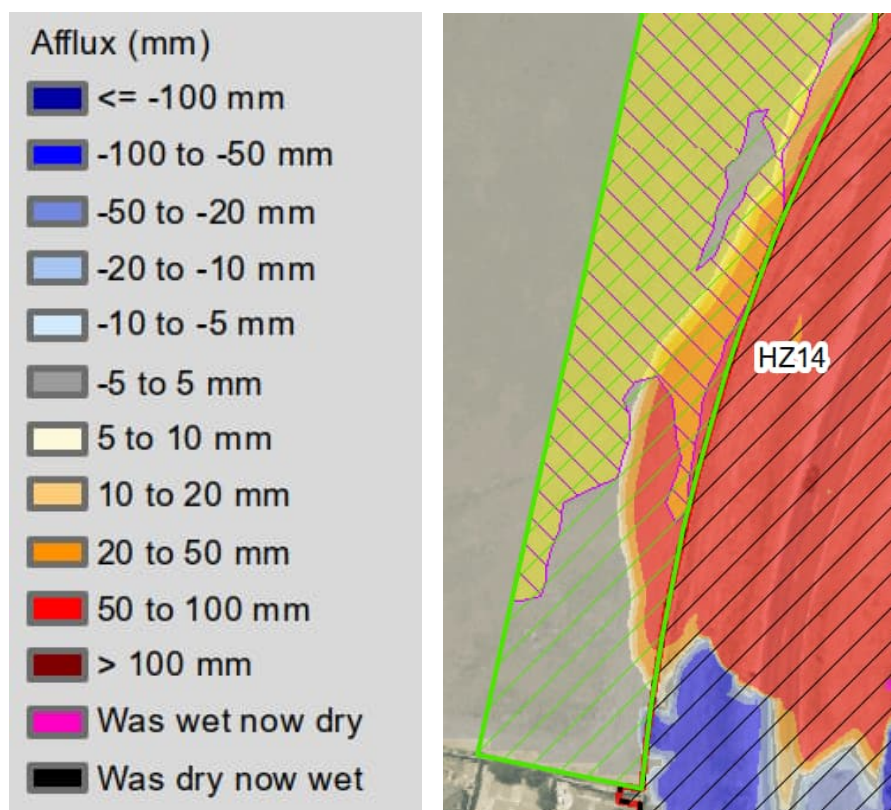 Afflux (mm)
<= -100 mm
-100 to -50 mm
-50 to -20 mm
-20 to -10 mm
-10 to -5 mm
-5 to 5 mm
5 to 10 mm
10 to 20 mm
20 to 50 mm
50 to 100 mm
> 100 mm
Was wet now dry
Was dry now wet
HZ14